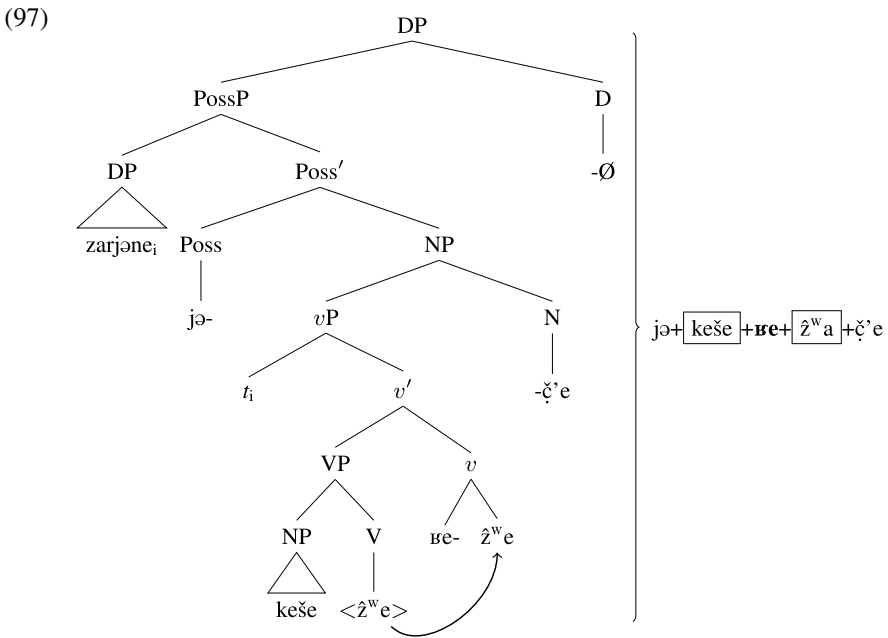 (97)
DP
PossP D
DP Poss′ -Ø
zarjəneᵢ Poss NP
jə- vP N
jə+ keše +ʁe+ ẑʷa +č̣’e
tᵢ v′ -č̣’e
VP v
NP V ʁe- ẑʷe
keše <ẑʷe>